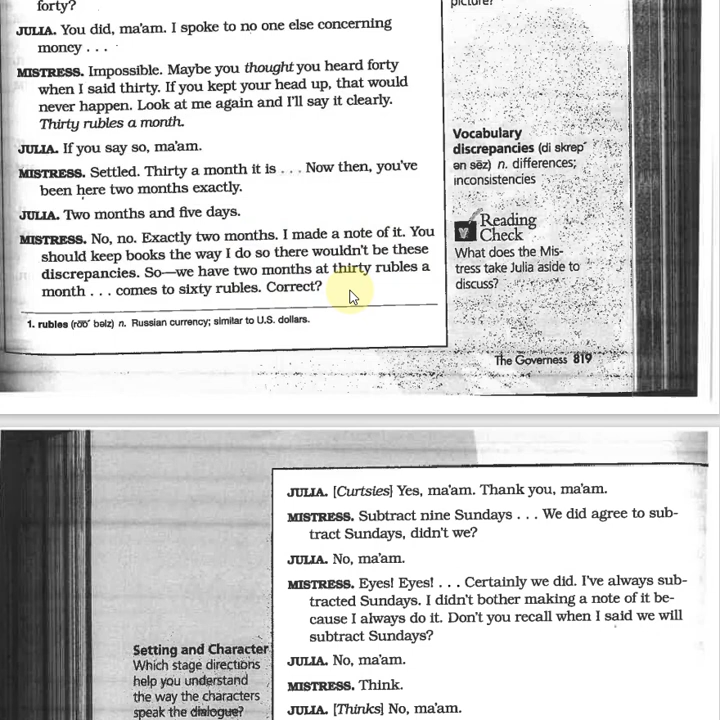 forty?
JULIA. You did, ma'am. I spoke to no one else concerning
money . . .
MISTRESS. Impossible. Maybe you thought you heard forty
when I said thirty. If you kept your head up, that would
never happen. Look at me again and I'll say it clearly.
Thirty rubles a month.
JULIA. If you say so, ma'am.
MISTRESS. Settled. Thirty a month it is . . . Now then, you've
been here two months exactly.
JULIA. Two months and five days.
MISTRESS. No, no. Exactly two months. I made a note of it. You
should keep books the way I do so there wouldn't be these
discrepancies. So—we have two months at thirty rubles a
month . . . comes to sixty rubles. Correct?
1. rubles (ro͞oʹ bəlz) n. Russian currency; similar to U.S. dollars.
picture?
Vocabulary
discrepancies (di skrepʹ
ən sēz) n. differences;
inconsistencies
Reading
Check
What does the Mis-
tress take Julia aside to
discuss?
The Governess 819
JULIA. [Curtsies] Yes, ma'am. Thank you, ma'am.
MISTRESS. Subtract nine Sundays . . . We did agree to sub-
tract Sundays, didn't we?
JULIA. No, ma'am.
MISTRESS. Eyes! Eyes! . . . Certainly we did. I've always sub-
tracted Sundays. I didn't bother making a note of it be-
cause I always do it. Don't you recall when I said we will
subtract Sundays?
JULIA. No, ma'am.
MISTRESS. Think.
JULIA. [Thinks] No, ma'am.
Setting and Character
Which stage directions
help you understand
the way the characters
speak the dialogue?